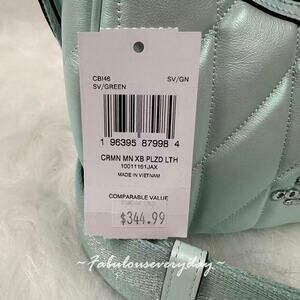 CBI46 SV/GN
SV/GREEN
1 96395 87998 4
CRMN MN XB PLZD LTH
10011161JAX
MADE IN VIETNAM
COMPARABLE VALUE
$344.99
~Fabulouseveryday~